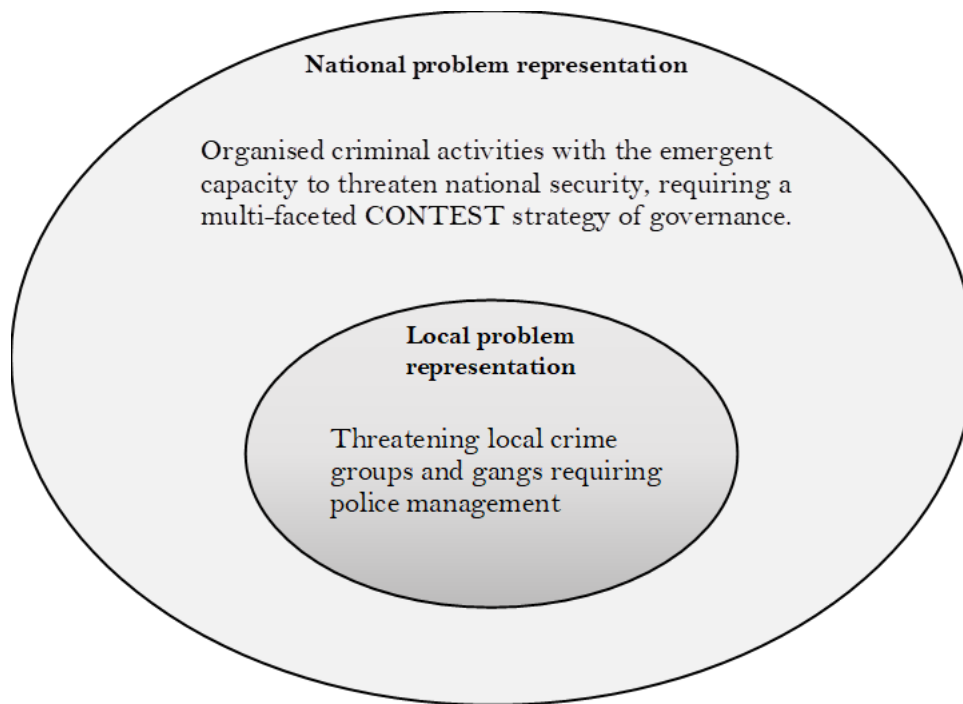 National problem representation
Organised criminal activities with the emergent
capacity to threaten national security, requiring a
multi-faceted CONTEST strategy of governance.
Local problem
representation
Threatening local crime
groups and gangs requiring
police management